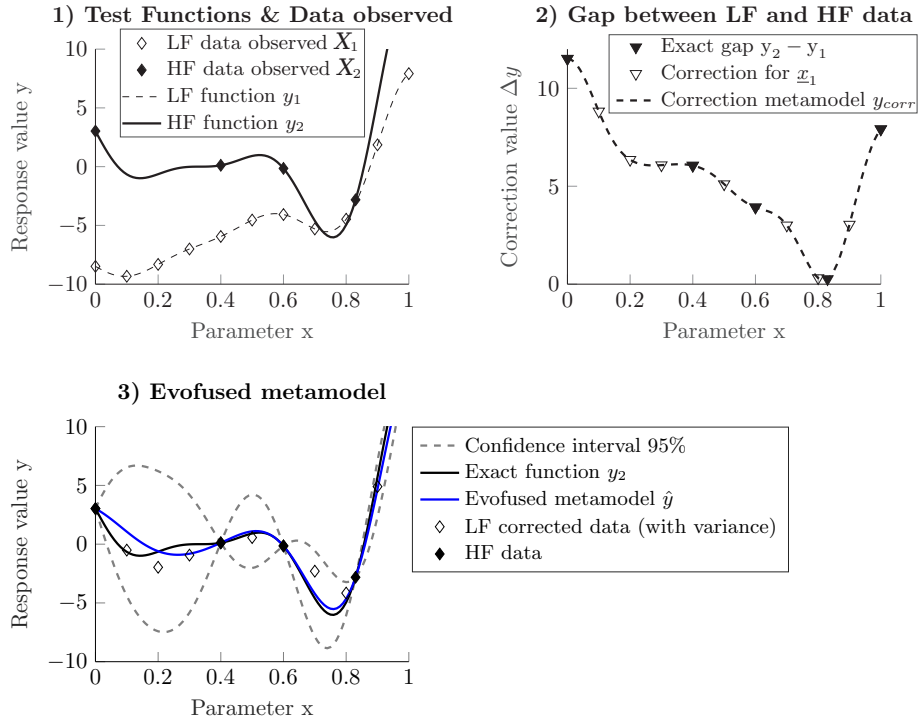 1) Test Functions & Data observed
LF data observed X₁
HF data observed X₂
LF function y₁
HF function y₂
10
5
0
−5
−10
0
0.2
0.4
0.6
0.8
1
Response value y
Parameter x
2) Gap between LF and HF data
Exact gap y₂ − y₁
Correction for x₁
Correction metamodel y_corr
10
5
0
0
0.2
0.4
0.6
0.8
1
Correction value Δy
Parameter x
3) Evofused metamodel
10
5
0
−5
−10
0
0.2
0.4
0.6
0.8
1
Response value y
Parameter x
Confidence interval 95%
Exact function y₂
Evofused metamodel ŷ
LF corrected data (with variance)
HF data